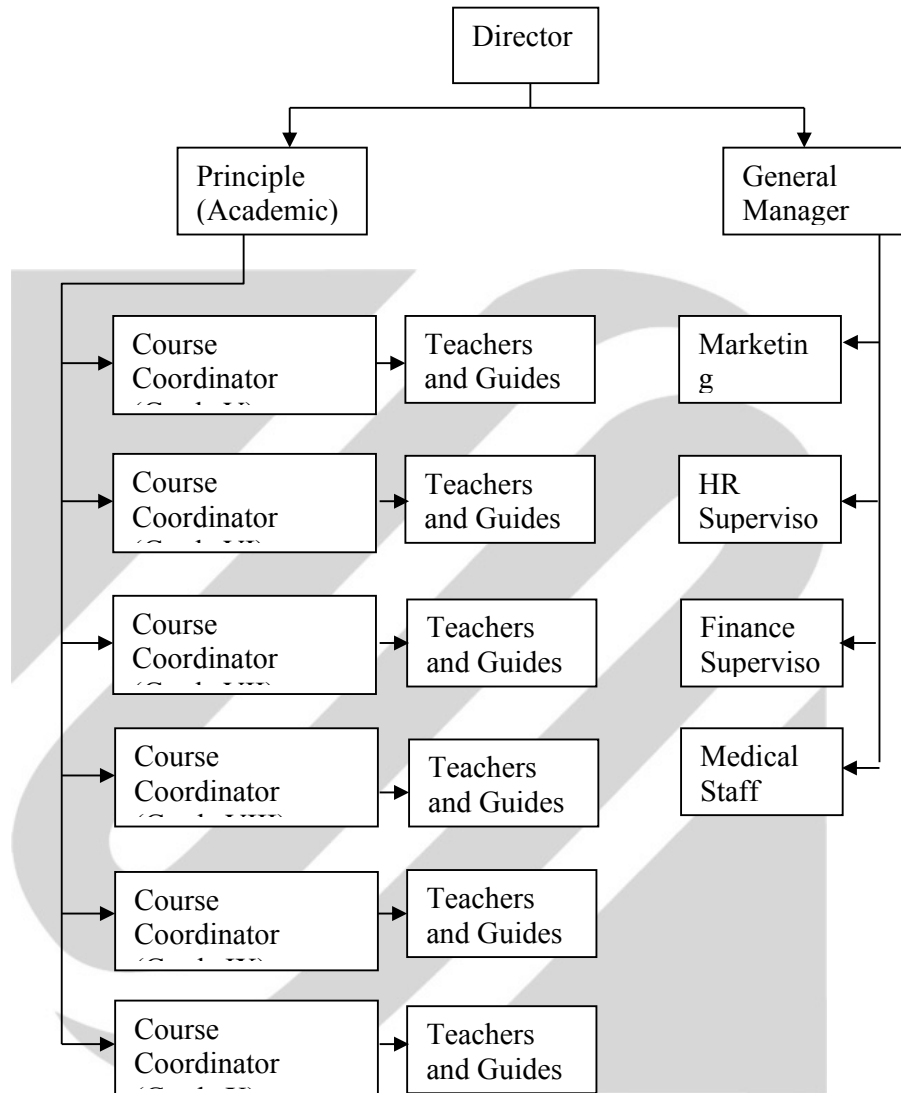 Director
Principle
(Academic)
General
Manager
Course
Coordinator
Teachers
and Guides
Marketin
g
Course
Coordinator
Teachers
and Guides
HR
Superviso
Course
Coordinator
Teachers
and Guides
Finance
Superviso
Course
Coordinator
Teachers
and Guides
Medical
Staff
Course
Coordinator
Teachers
and Guides
Course
Coordinator
Teachers
and Guides